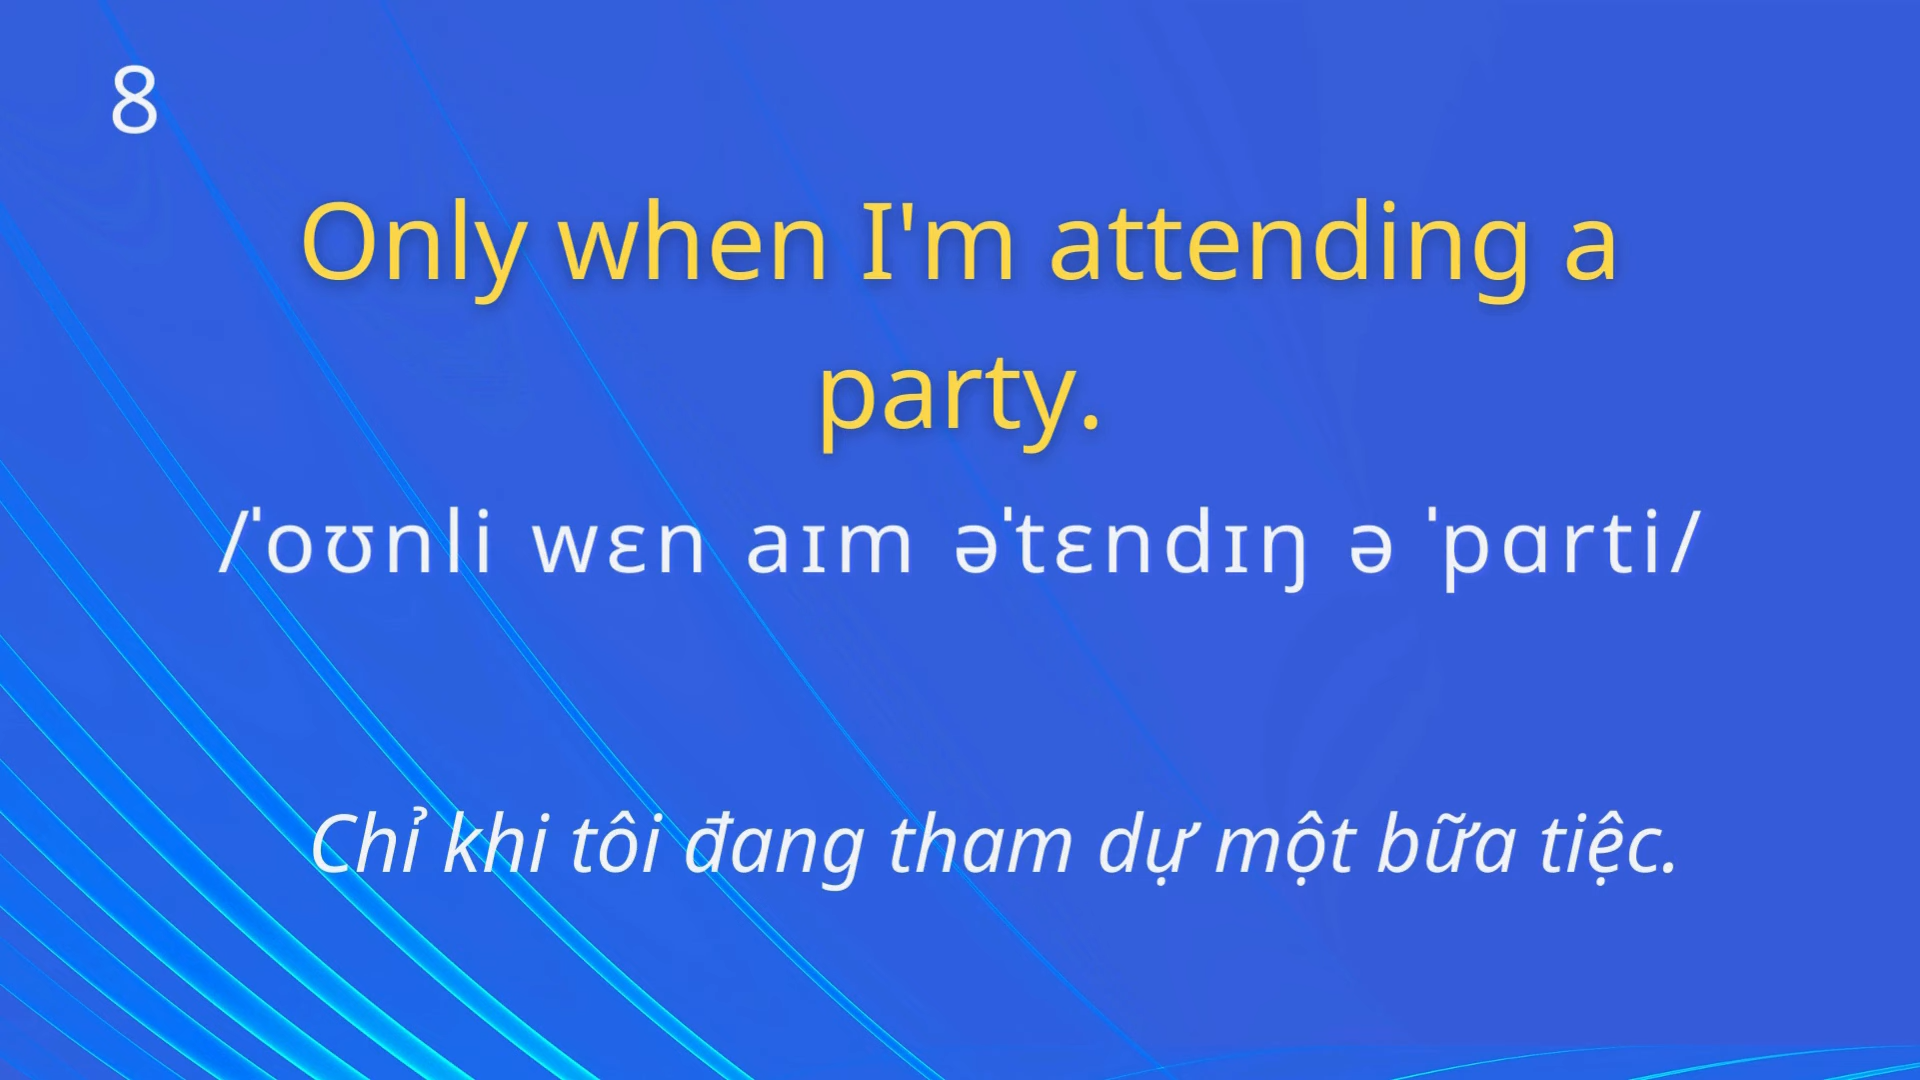 8
Only when I'm attending a
party.
/ˈoʊnli wɛn aɪm əˈtɛndɪŋ ə ˈpɑrti/
Chỉ khi tôi đang tham dự một bữa tiệc.